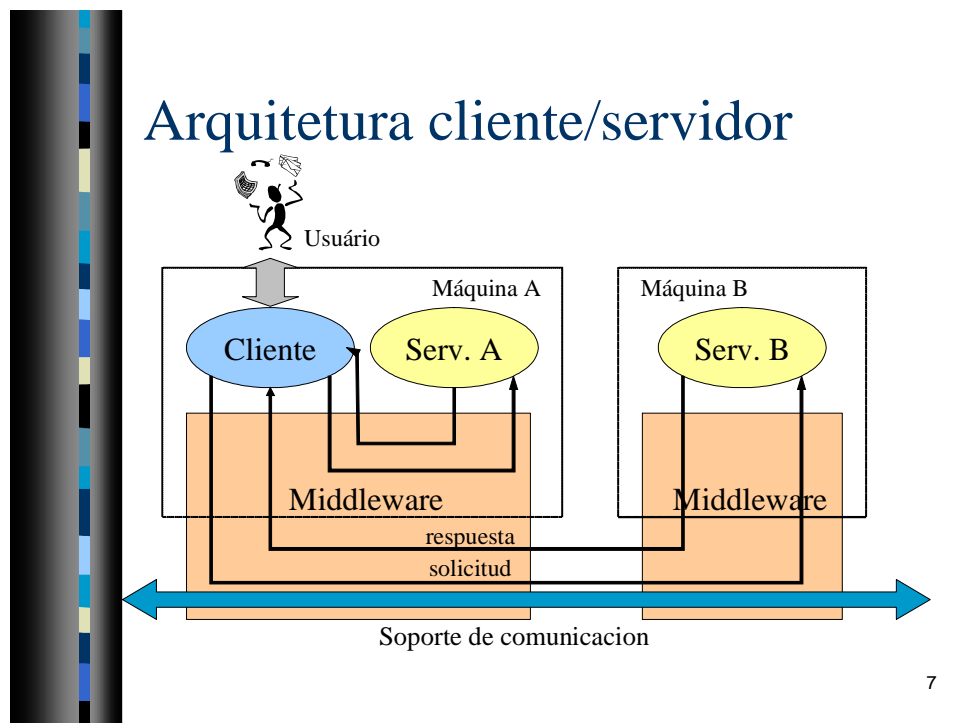 Arquitetura cliente/servidor
Usuário
Máquina A
Máquina B
Cliente
Serv. A
Serv. B
Middleware
Middleware
respuesta
solicitud
Soporte de comunicacion
7